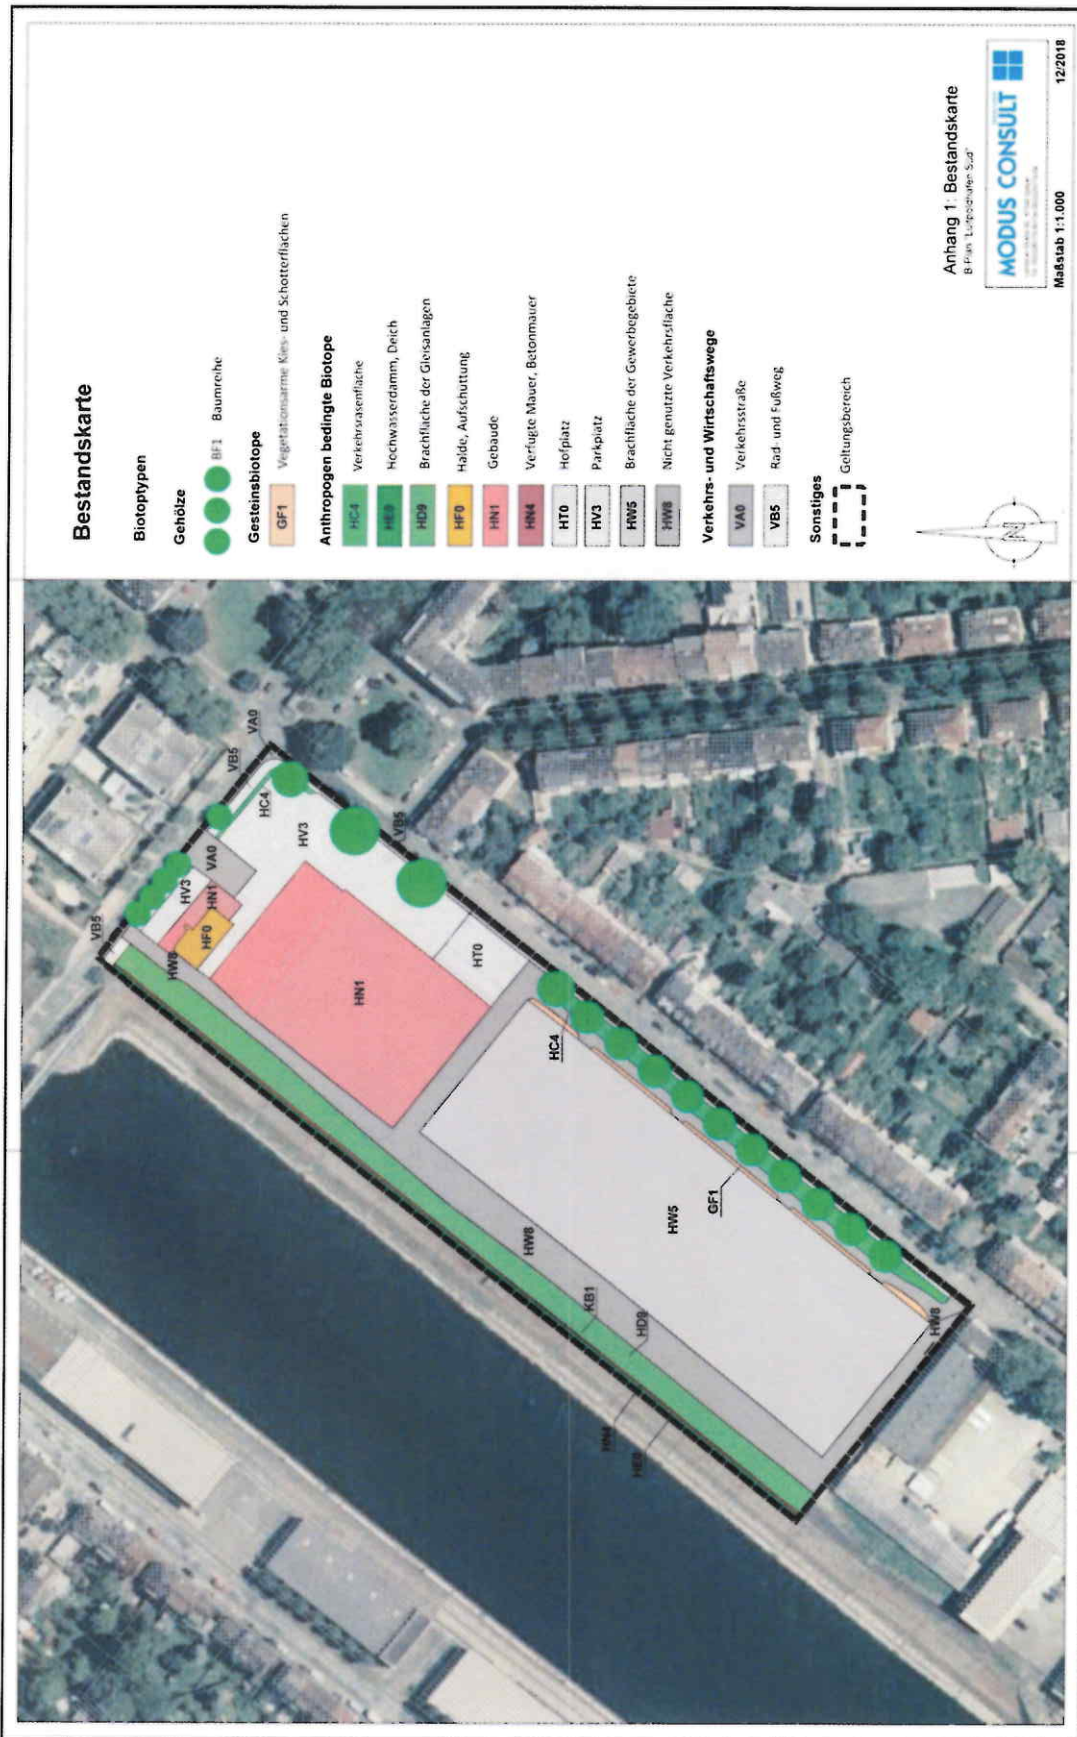 Bestandskarte
Biotoptypen
Gehölze
BF1 Baumreihe
Gesteinsbiotope
GF1 Vegetationsarme Kies- und Schotterflächen
Anthropogen bedingte Biotope
HC4 Verkehrsrasenfläche
HE0 Hochwasserdamm, Deich
HD9 Brachfläche der Gleisanlagen
HF0 Halde, Aufschüttung
HN1 Gebäude
HN4 Verfugte Mauer, Betonmauer
HT0 Hofplatz
HV3 Parkplatz
HW5 Brachfläche der Gewerbegebiete
HW8 Nicht genutzte Verkehrsfläche
Verkehrs- und Wirtschaftswege
VA0 Verkehrsstraße
VB5 Rad- und Fußweg
Sonstiges
Geltungsbereich
N
Anhang 1: Bestandskarte
B-Plan "Luitpoldhafen Süd"
MODUS CONSULT
Maßstab 1:1.000 12/2018
VB5
HV3
HN1
VA0
HF0
HW8
VB5
VA0
HC4
HV3
VB5
HN1
HT0
HC4
HW8
KB1
HD9
HN4
HE0
HW5
GF1
HW8